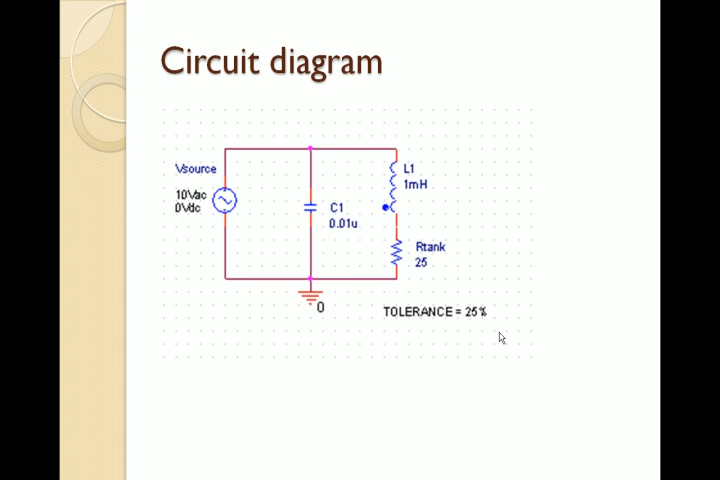 Circuit diagram
Vsource
10Vac
0Vdc
C1
0.01u
L1
1mH
Rtank
25
0
TOLERANCE = 25%